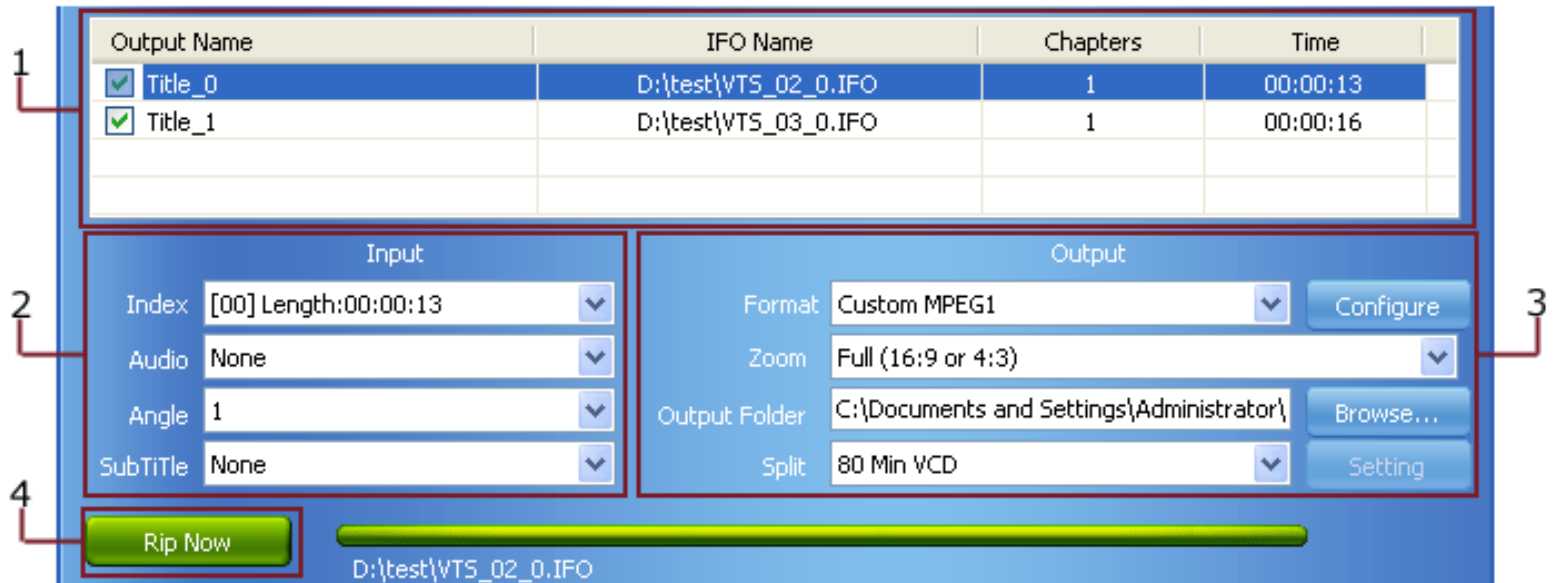 1
Output Name IFO Name Chapters Time
Title_0 D:\test\VTS_02_0.IFO 1 00:00:13
Title_1 D:\test\VTS_03_0.IFO 1 00:00:16
2
Input
Index [00] Length:00:00:13
Audio None
Angle 1
SubTiTle None
3
Output
Format Custom MPEG1 Configure
Zoom Full (16:9 or 4:3)
Output Folder C:\Documents and Settings\Administrator\ Browse...
Split 80 Min VCD Setting
4
Rip Now
D:\test\VTS_02_0.IFO